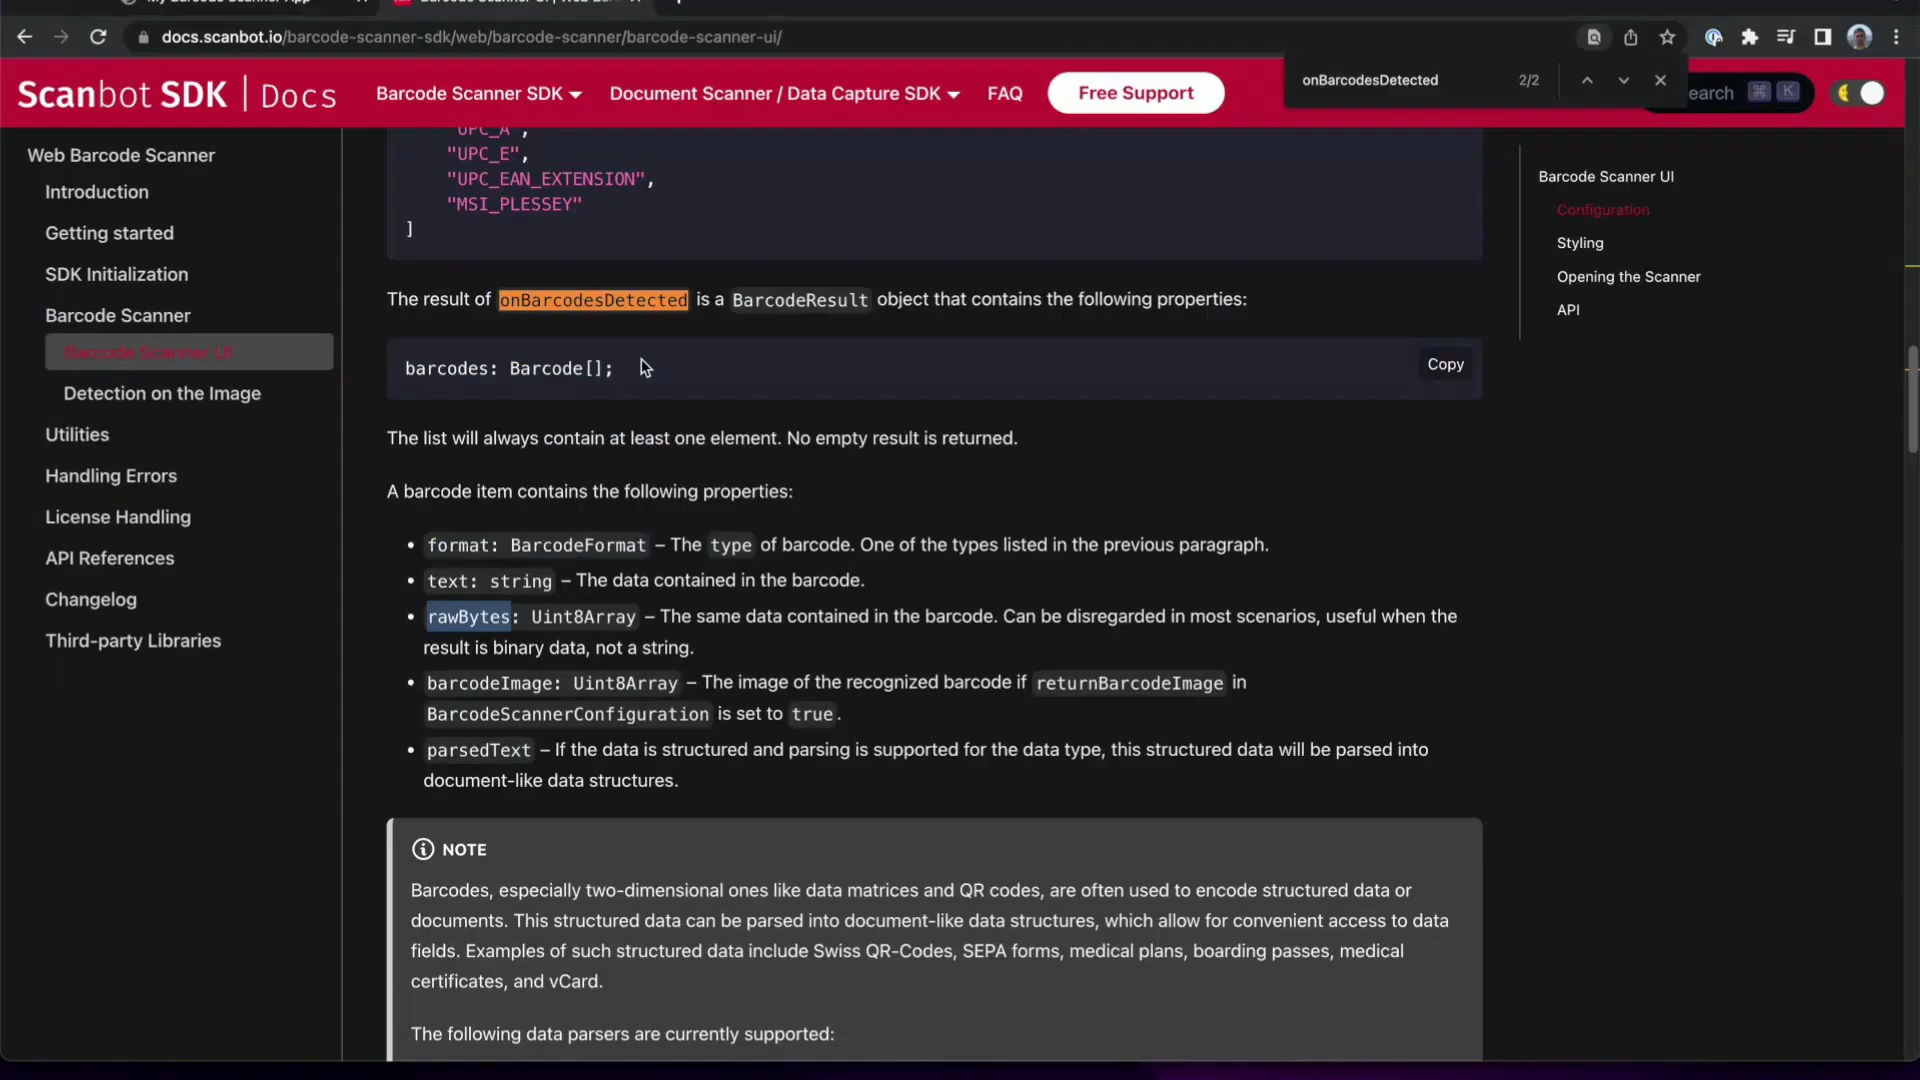 docs.scanbot.io/barcode-scanner-sdk/web/barcode-scanner/barcode-scanner-ui/
onBarcodesDetected 2/2
Scanbot SDK | Docs
Barcode Scanner SDK
Document Scanner / Data Capture SDK
FAQ
Free Support
earch ⌘ K
Web Barcode Scanner
Introduction
Getting started
SDK Initialization
Barcode Scanner
Barcode Scanner UI
Detection on the Image
Utilities
Handling Errors
License Handling
API References
Changelog
Third-party Libraries
"UPC_A",
"UPC_E",
"UPC_EAN_EXTENSION",
"MSI_PLESSEY"
]
The result of onBarcodesDetected is a BarcodeResult object that contains the following properties:
barcodes: Barcode[];
Copy
The list will always contain at least one element. No empty result is returned.
A barcode item contains the following properties:
• format: BarcodeFormat – The type of barcode. One of the types listed in the previous paragraph.
• text: string – The data contained in the barcode.
• rawBytes: Uint8Array – The same data contained in the barcode. Can be disregarded in most scenarios, useful when the
result is binary data, not a string.
• barcodeImage: Uint8Array – The image of the recognized barcode if returnBarcodeImage in
BarcodeScannerConfiguration is set to true.
• parsedText – If the data is structured and parsing is supported for the data type, this structured data will be parsed into
document-like data structures.
NOTE
Barcodes, especially two-dimensional ones like data matrices and QR codes, are often used to encode structured data or
documents. This structured data can be parsed into document-like data structures, which allow for convenient access to data
fields. Examples of such structured data include Swiss QR-Codes, SEPA forms, medical plans, boarding passes, medical
certificates, and vCard.
The following data parsers are currently supported:
Barcode Scanner UI
Configuration
Styling
Opening the Scanner
API